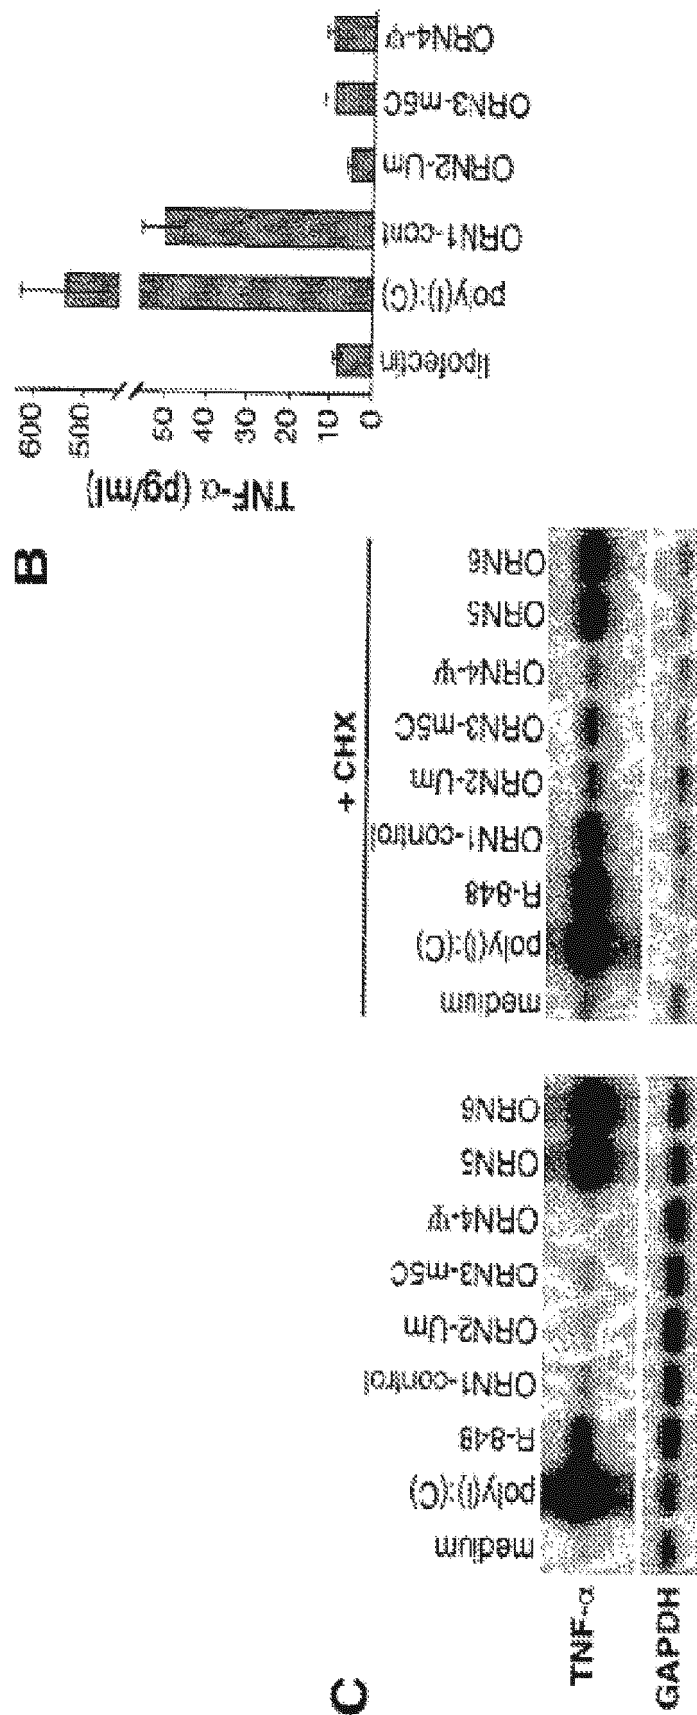 B
TNF-α (pg/ml)
600
500
50
40
30
20
10
0
lipofectin
poly(I):(C)
ORN1-cont
ORN2-Um
ORN3-m5C
ORN4-Ψ
C
+ CHX
medium
poly(I):(C)
R-848
ORN1-control
ORN2-Um
ORN3-m5C
ORN4-Ψ
ORN5
ORN6
medium
poly(I):(C)
R-848
ORN1-control
ORN2-Um
ORN3-m5C
ORN4-Ψ
ORN5
ORN6
TNF-α
GAPDH